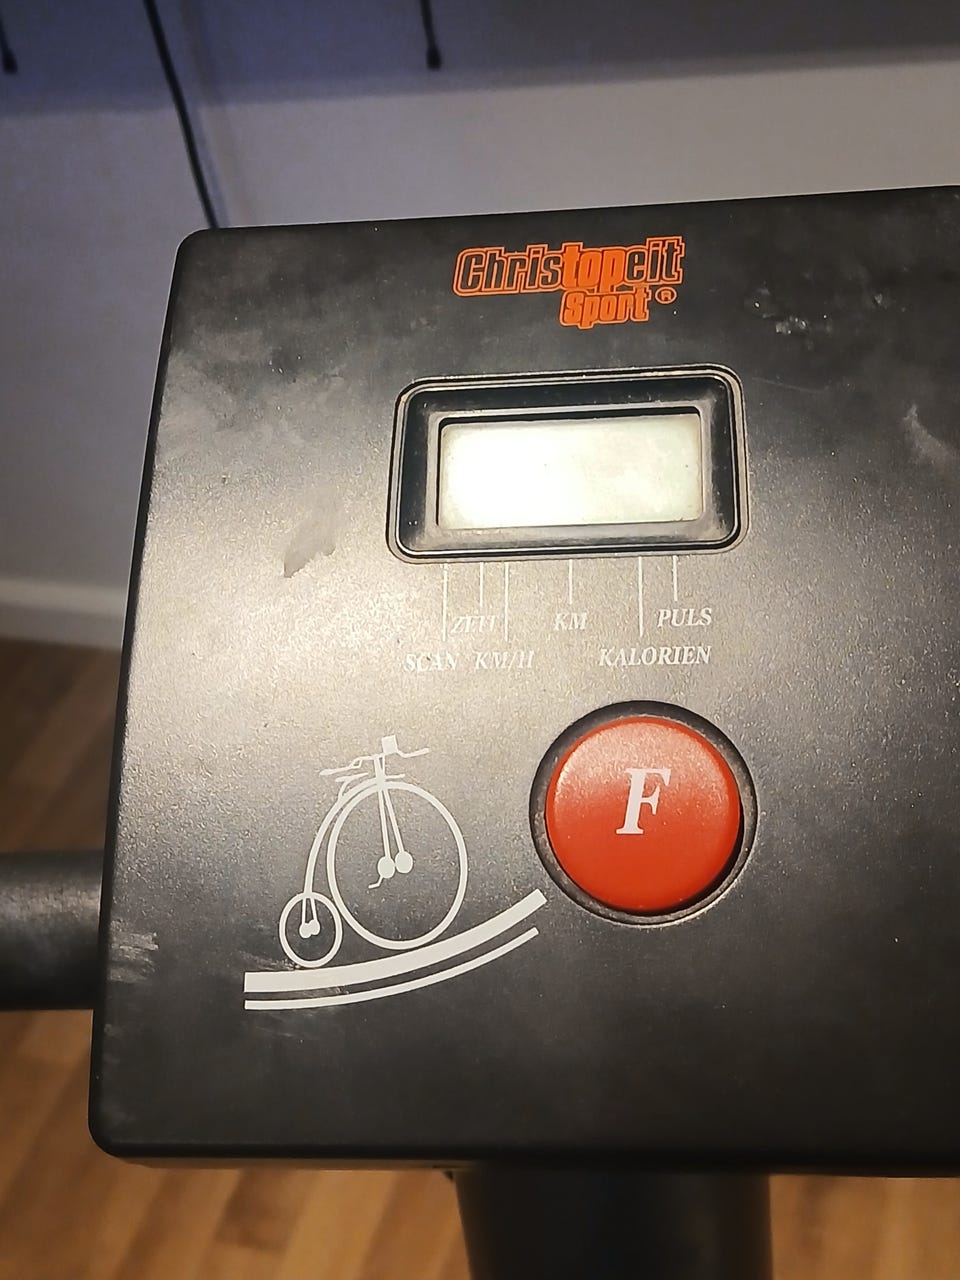 Christopeit
Sport ®
ZEIT KM PULS
SCAN KM/H KALORIEN
F